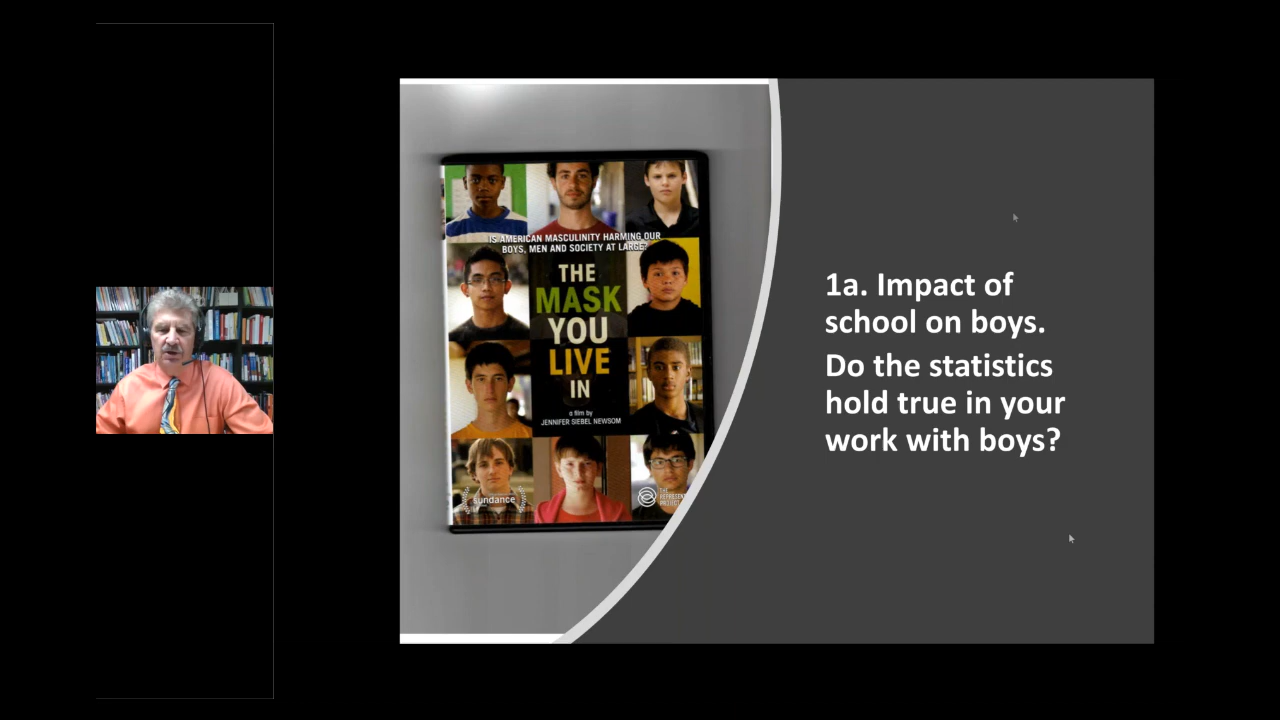 IS AMERICAN MASCULINITY HARMING OUR
BOYS, MEN AND SOCIETY AT LARGE?
THE
MASK
YOU
LIVE
IN
a film by
JENNIFER SIEBEL NEWSOM
sundance
THE
1a. Impact of
school on boys.
Do the statistics
hold true in your
work with boys?